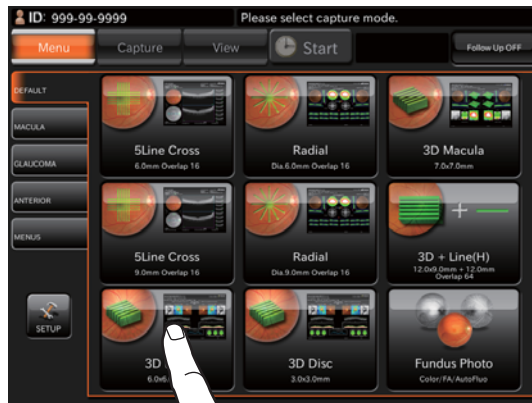 ID: 999-99-9999
Please select capture mode.
Menu
Capture
View
Start
Follow Up OFF
DEFAULT
MACULA
GLAUCOMA
ANTERIOR
MENUS
SETUP
5Line Cross
6.0mm Overlap 16
Radial
Dia.6.0mm Overlap 16
3D Macula
7.0x7.0mm
5Line Cross
9.0mm Overlap 16
Radial
Dia.9.0mm Overlap 16
3D + Line(H)
12.0x9.0mm + 12.0mm
Overlap 64
3D
6.0x6.
3D Disc
3.0x3.0mm
Fundus Photo
Color/FA/AutoFluo